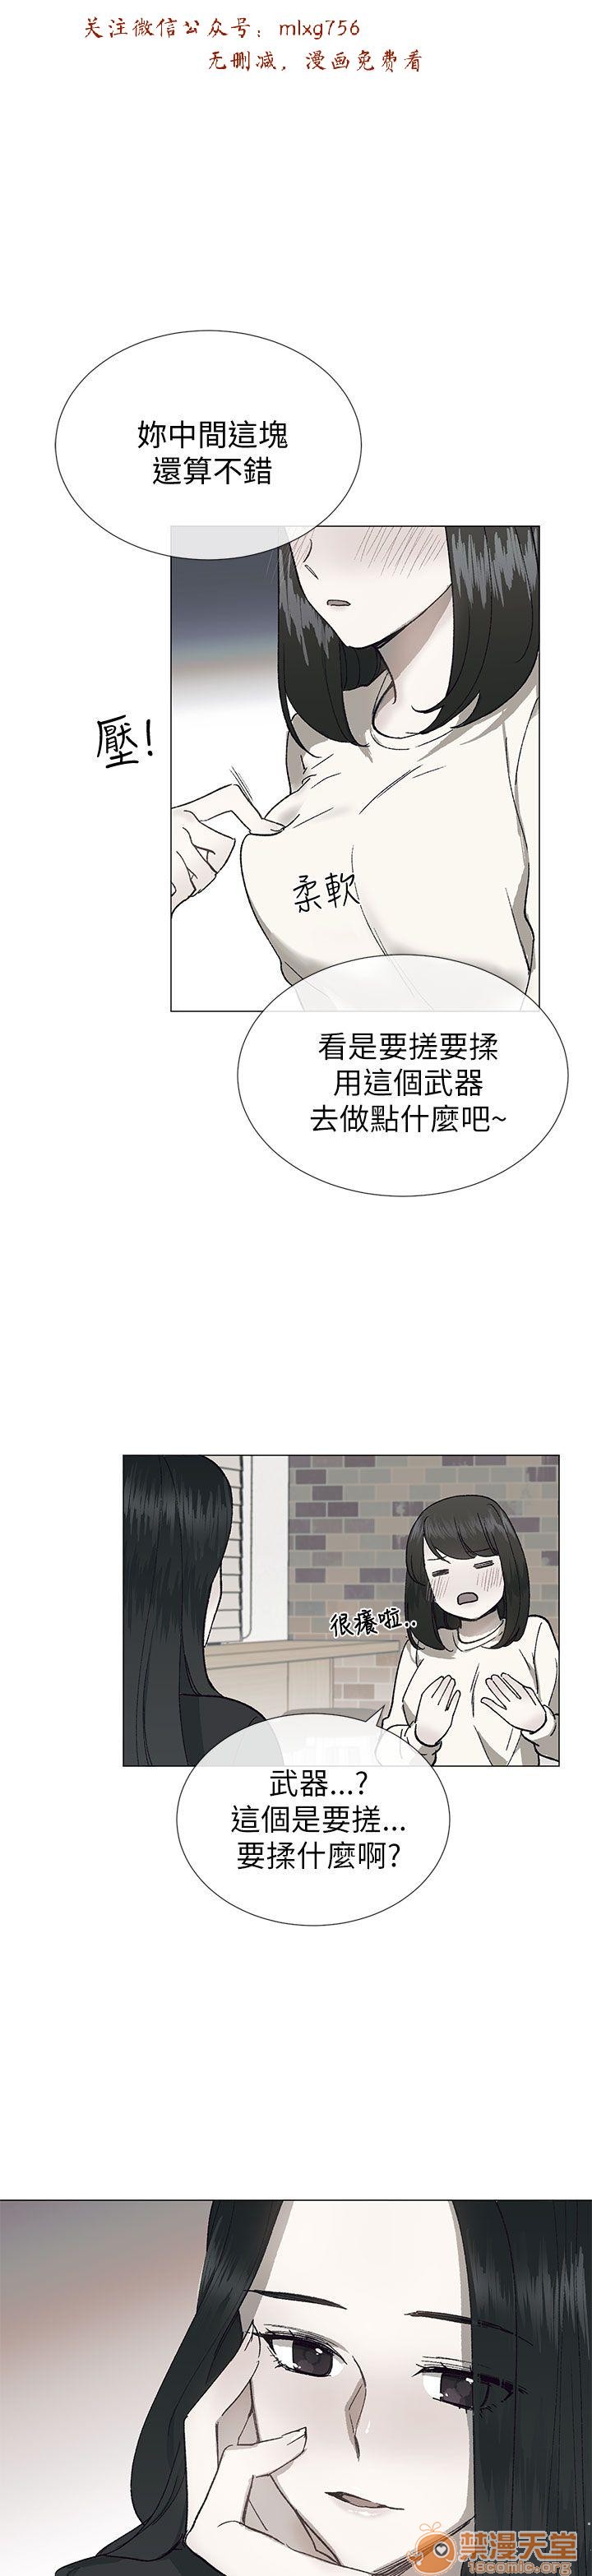 关注微信公众号：mlxg756
无删减，漫画免费看
妳中間這塊
還算不錯
壓！
柔軟
看是要搓要揉
用這個武器
去做點什麼吧~
很癢啦..
武器...?
這個是要搓...
要揉什麼啊?
禁漫天堂
18comic.org